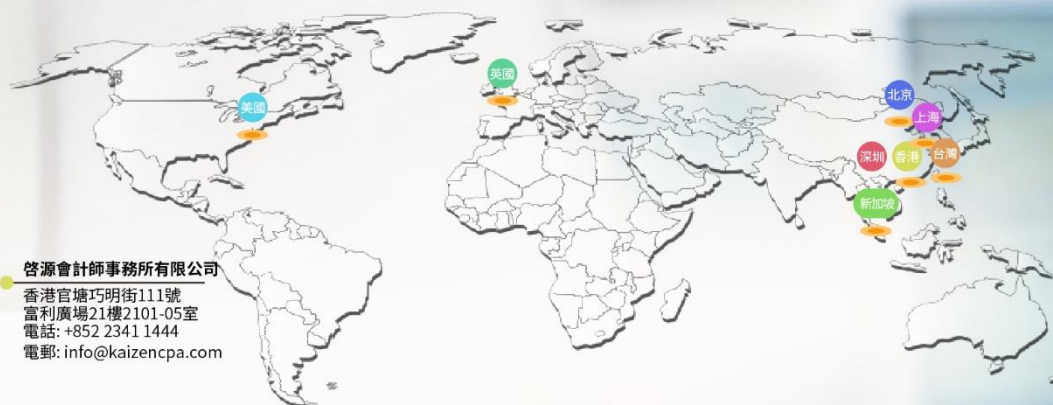 美國
英國
北京
上海
深圳
香港
台灣
新加坡
啓源會計師事務所有限公司
香港官塘巧明街111號
富利廣場21樓2101-05室
電話: +852 2341 1444
電郵: info@kaizencpa.com